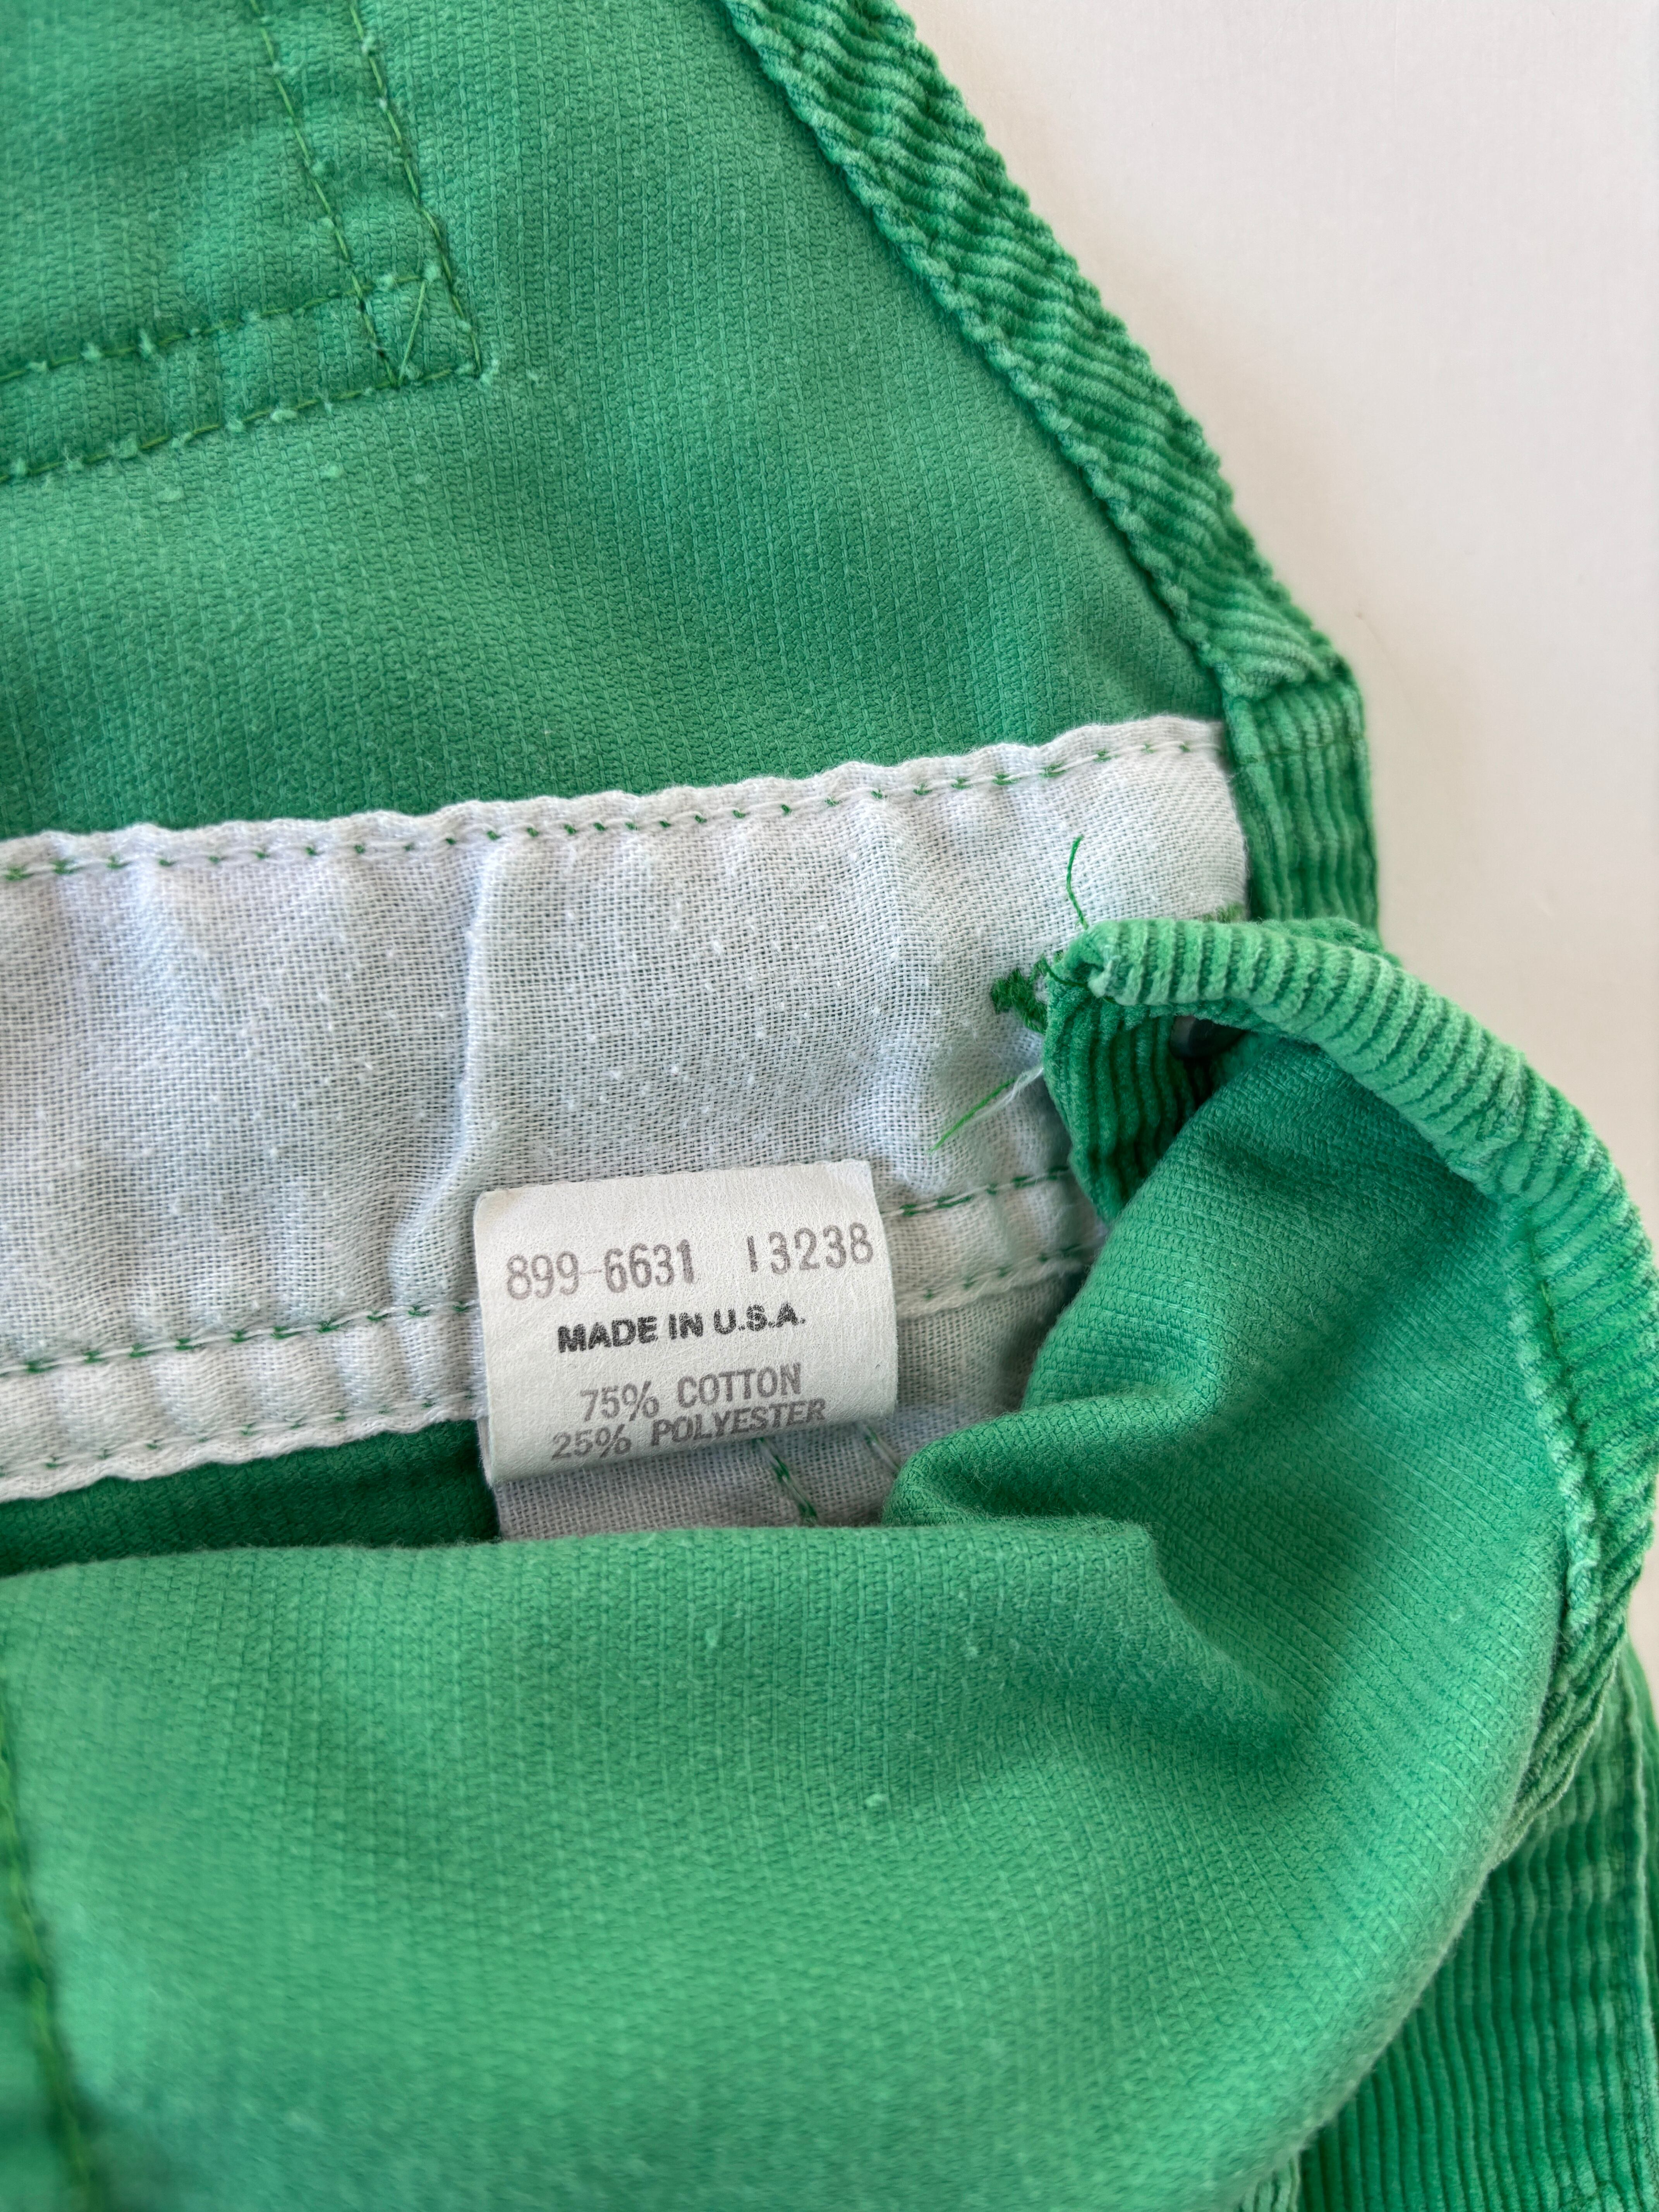 899-6631 13238
MADE IN U.S.A.
75% COTTON
25% POLYESTER